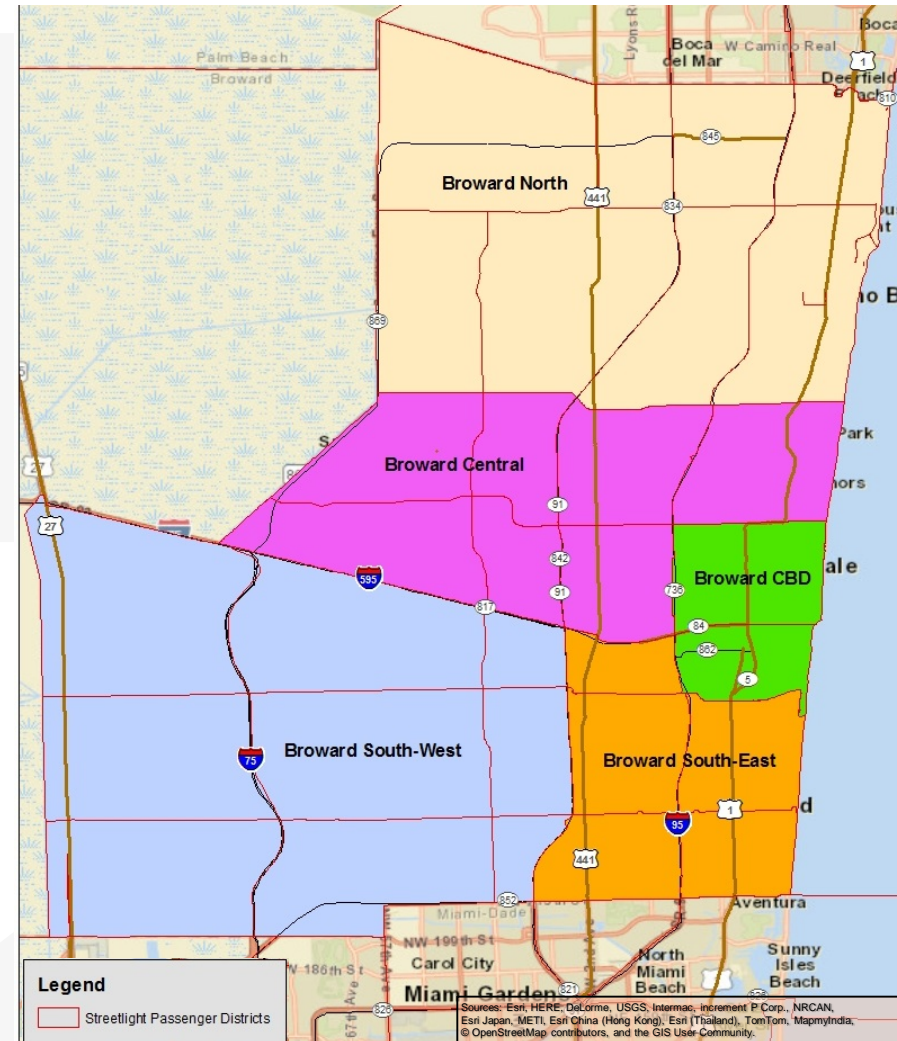 Boca
Lyons R
Boca
del Mar
W Camino Real
1
Palm Beach
Broward
Deerfield
810
845
Broward North
441
834
869
Park
Broward Central
27
91
27
842
Broward CBD
ale
595
91
736
817
84
862
5
Broward South-West
Broward South-East
75
1
d
95
441
852
Aventura
Miami-Dade
NW 199th St
Carol City
North
Miami
Beach
Sunny
Isles
Beach
W 186th St
67th Ave
Miami Gardens
821
826
Legend
Streetlight Passenger Districts
Sources: Esri, HERE, DeLorme, USGS, Intermap, increment P Corp., NRCAN,
Esri Japan, METI, Esri China (Hong Kong), Esri (Thailand), TomTom, MapmyIndia,
© OpenStreetMap contributors, and the GIS User Community.